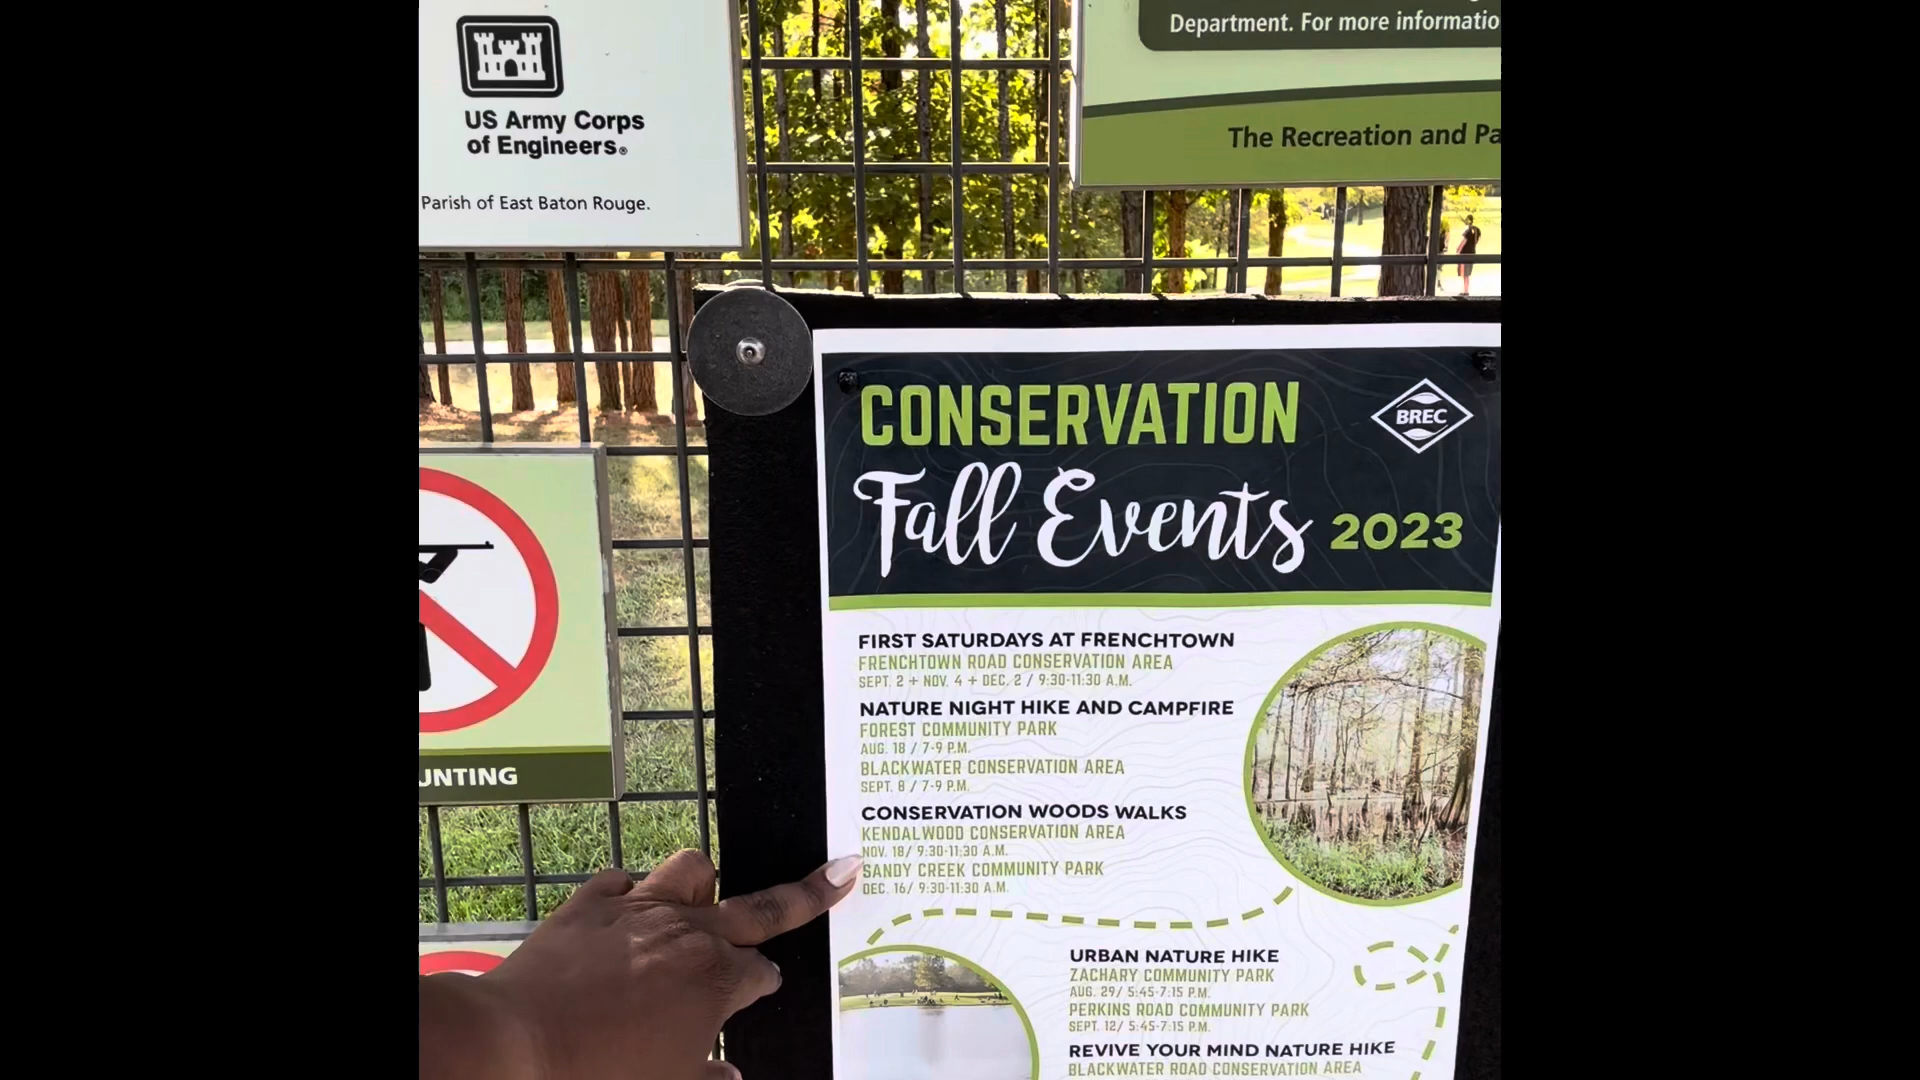 US Army Corps
of Engineers®
Parish of East Baton Rouge.
Department. For more informatio
The Recreation and Pa
UNTING
CONSERVATION
BREC
Fall Events 2023
FIRST SATURDAYS AT FRENCHTOWN
FRENCHTOWN ROAD CONSERVATION AREA
SEPT. 2 + NOV. 4 + DEC. 2 / 9:30-11:30 A.M.
NATURE NIGHT HIKE AND CAMPFIRE
FOREST COMMUNITY PARK
AUG. 18 / 7-9 P.M.
BLACKWATER CONSERVATION AREA
SEPT. 8 / 7-9 P.M.
CONSERVATION WOODS WALKS
KENDALWOOD CONSERVATION AREA
NOV. 18/ 9:30-11:30 A.M.
SANDY CREEK COMMUNITY PARK
DEC. 16/ 9:30-11:30 A.M.
URBAN NATURE HIKE
ZACHARY COMMUNITY PARK
AUG. 29/ 5:45-7:15 P.M.
PERKINS ROAD COMMUNITY PARK
SEPT. 12/ 5:45-7:15 P.M.
REVIVE YOUR MIND NATURE HIKE
BLACKWATER ROAD CONSERVATION AREA